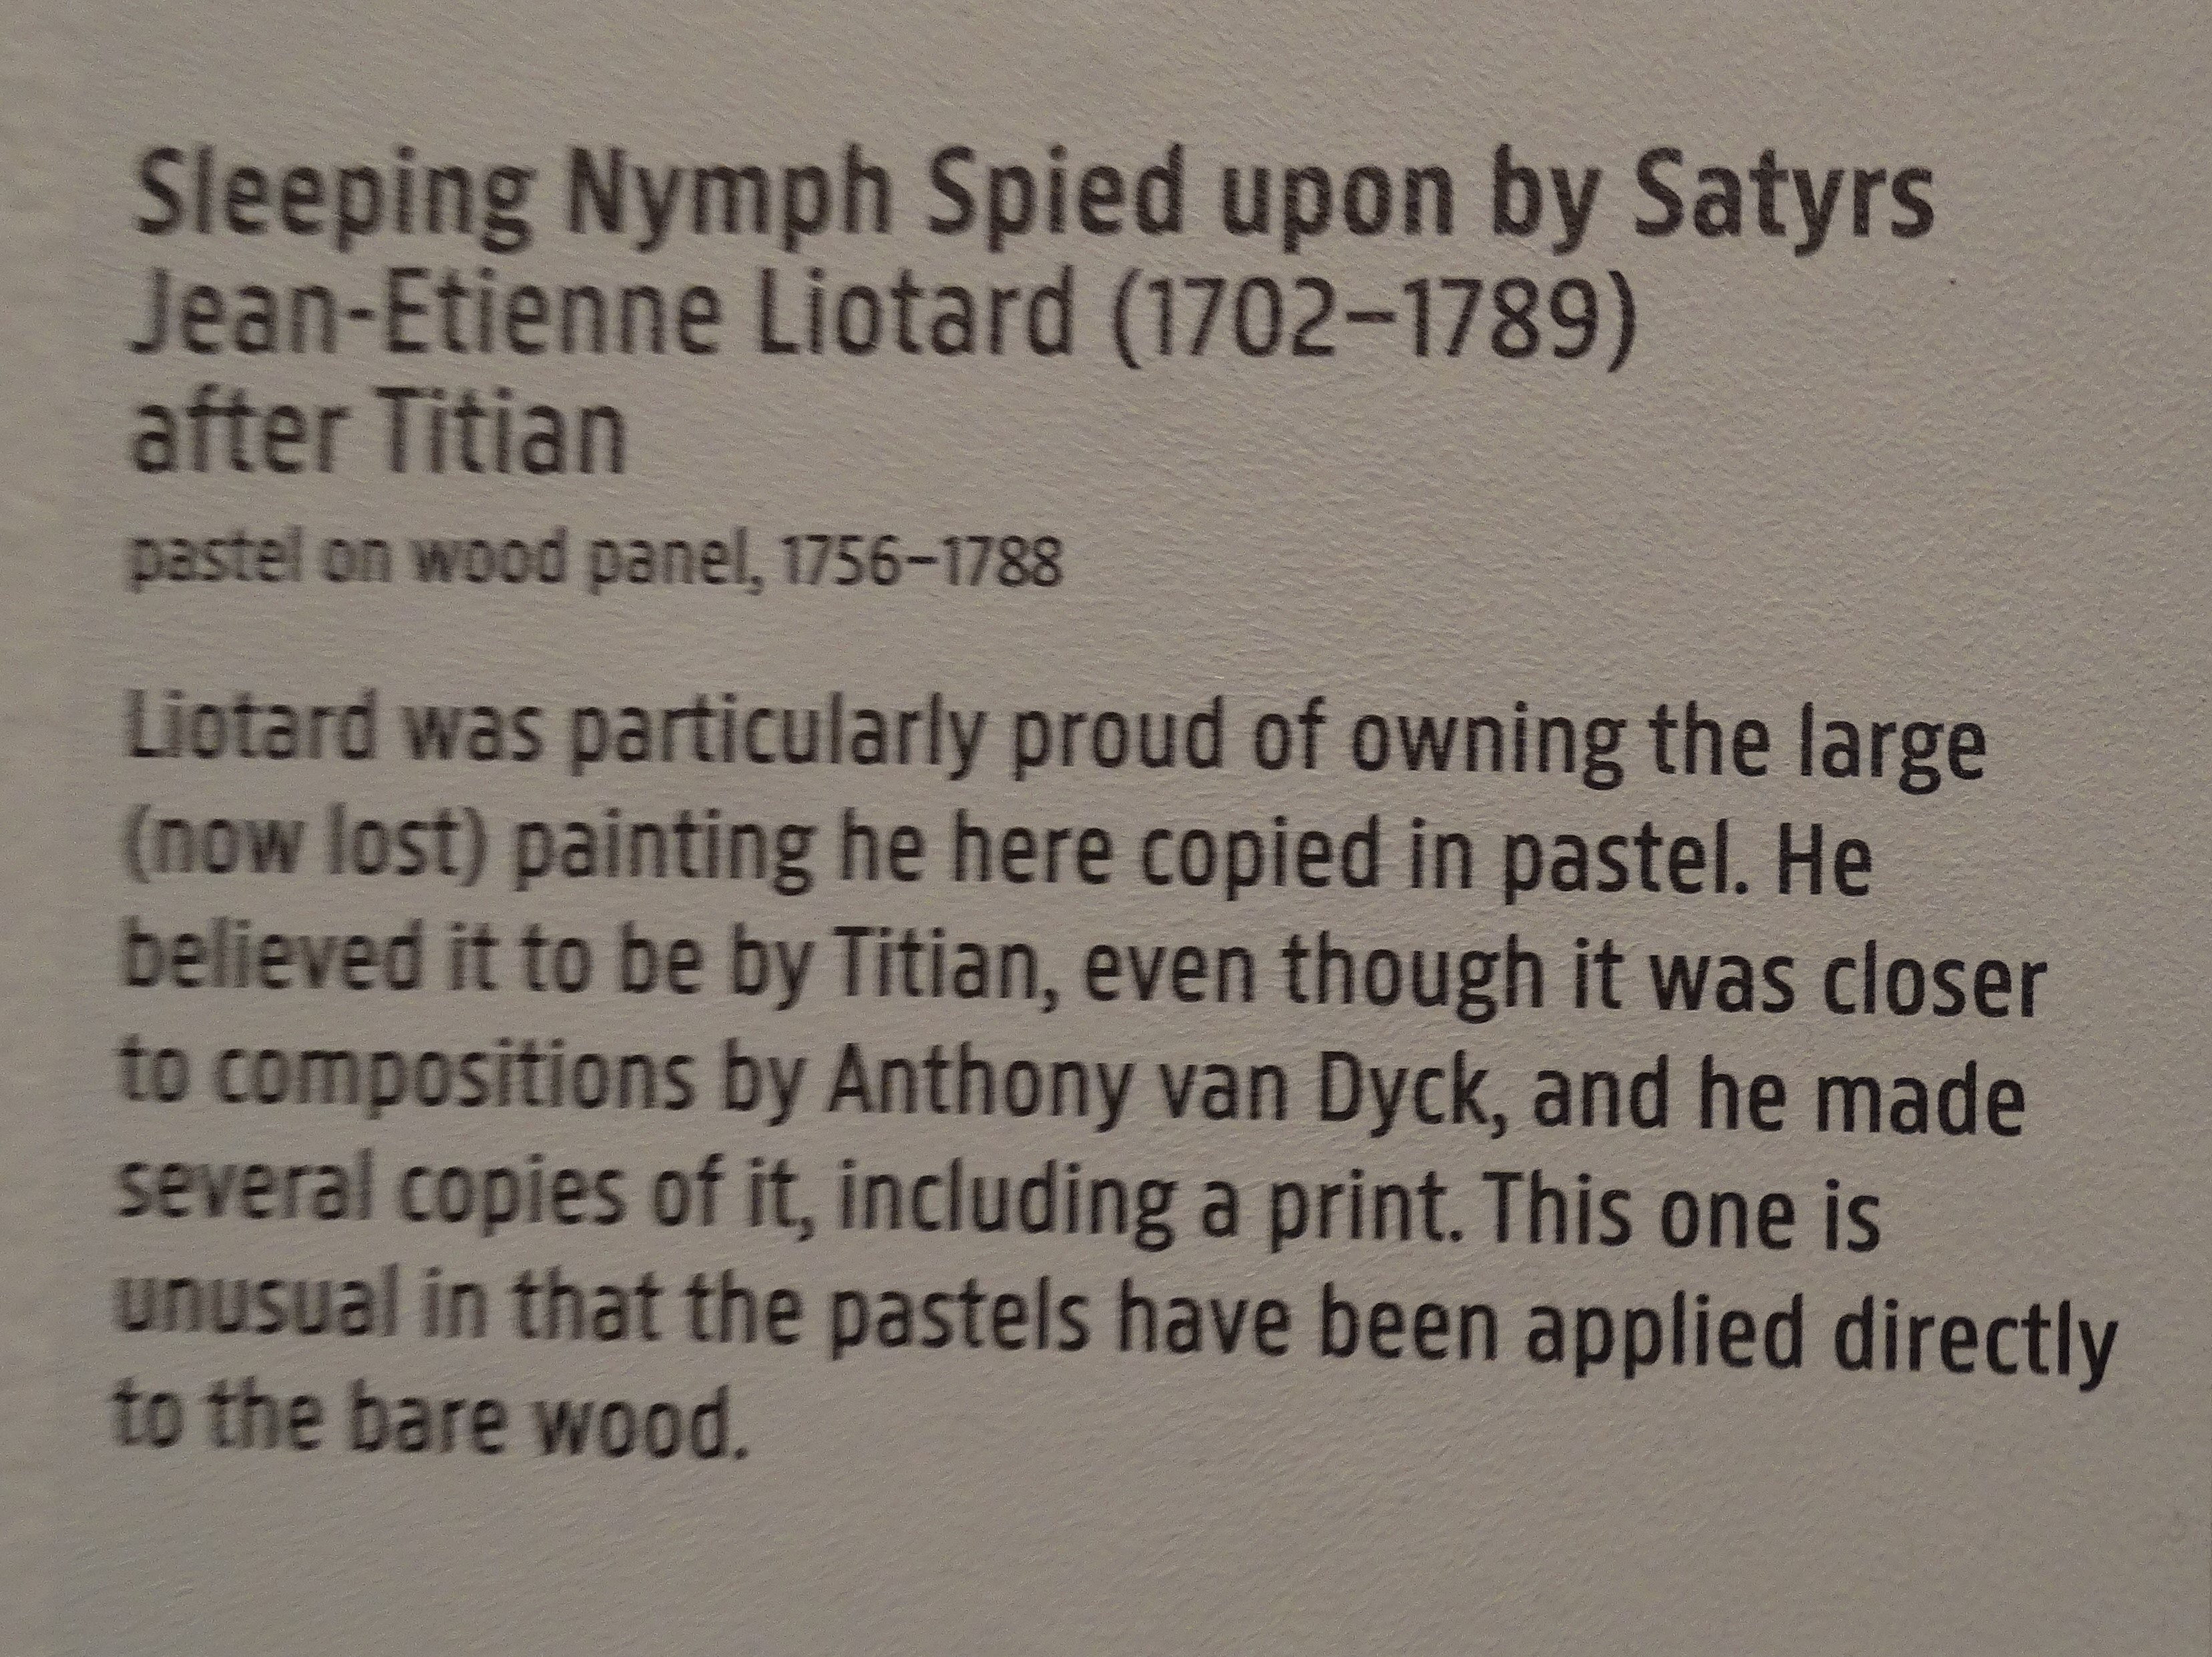 Sleeping Nymph Spied upon by Satyrs
Jean-Etienne Liotard (1702–1789)
after Titian
pastel on wood panel, 1756–1788
Liotard was particularly proud of owning the large
(now lost) painting he here copied in pastel. He
believed it to be by Titian, even though it was closer
to compositions by Anthony van Dyck, and he made
several copies of it, including a print. This one is
unusual in that the pastels have been applied directly
to the bare wood.